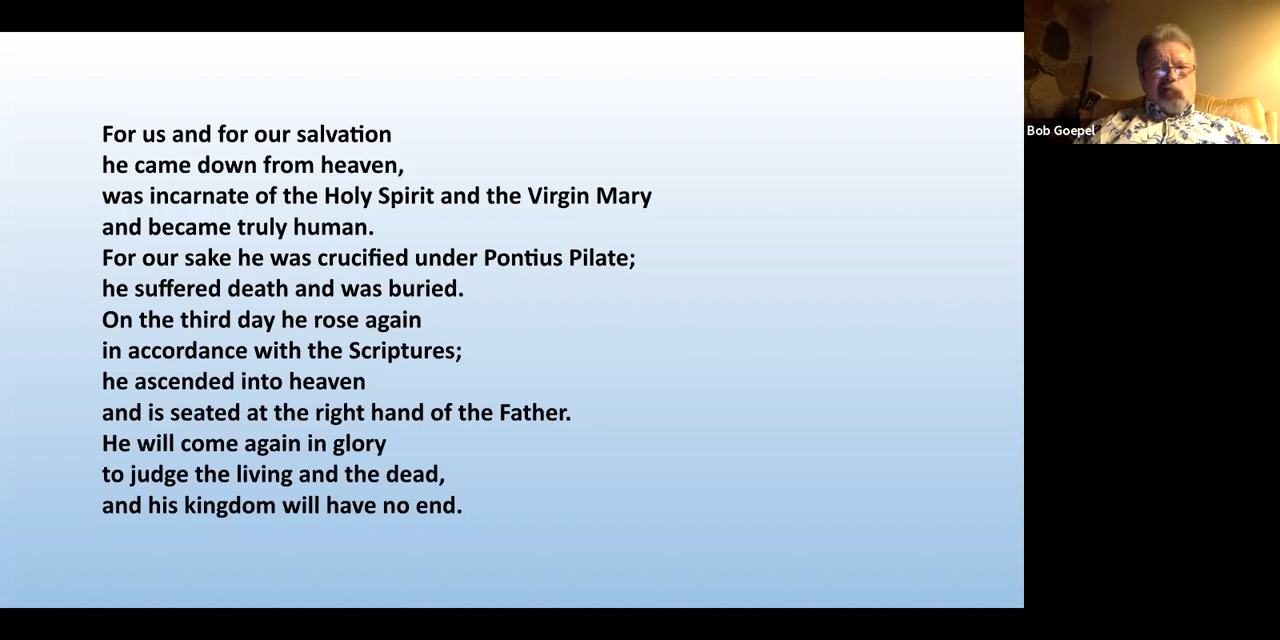 For us and for our salvation
he came down from heaven,
was incarnate of the Holy Spirit and the Virgin Mary
and became truly human.
For our sake he was crucified under Pontius Pilate;
he suffered death and was buried.
On the third day he rose again
in accordance with the Scriptures;
he ascended into heaven
and is seated at the right hand of the Father.
He will come again in glory
to judge the living and the dead,
and his kingdom will have no end.
Bob Goepel